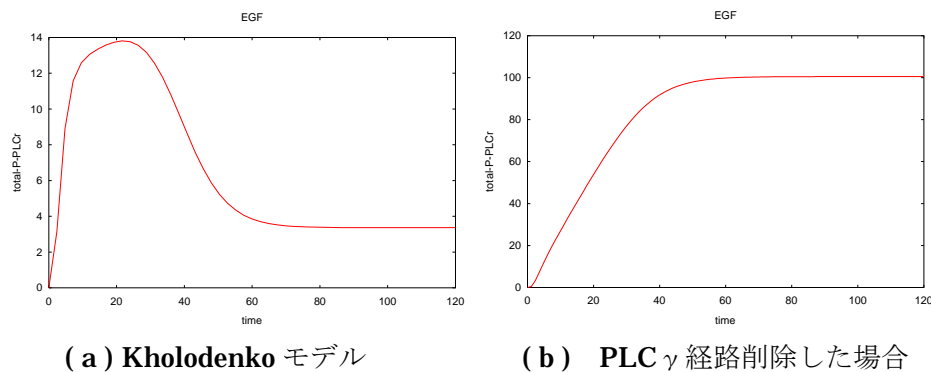 EGF
14
12
10
8
6
4
2
0
total-P-PLCr
0 20 40 60 80 100 120
time
( a ) Kholodenko モデル
EGF
120
100
80
60
40
20
0
total-P-PLCr
0 20 40 60 80 100 120
time
( b ) PLC γ 経路削除した場合